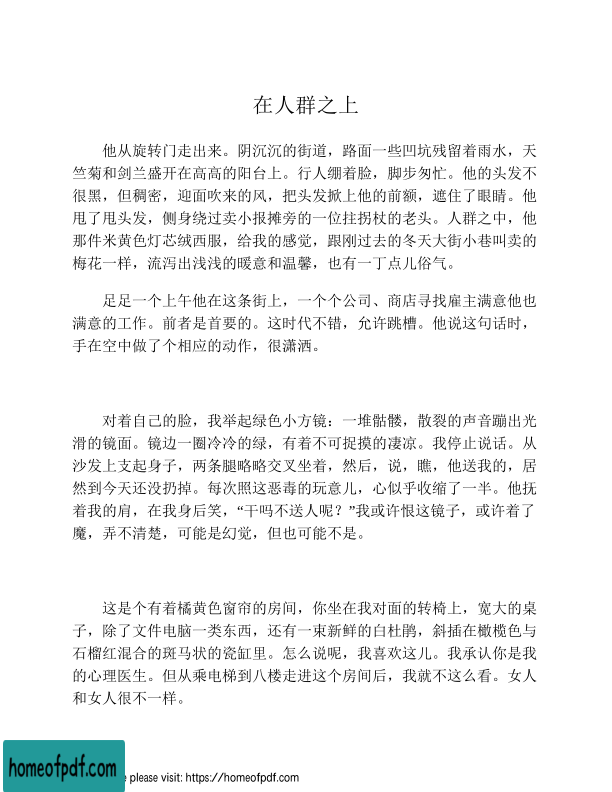 在人群之上
他从旋转门走出来。阴沉沉的街道，路面一些凹坑残留着雨水，天
竺菊和剑兰盛开在高高的阳台上。行人绷着脸，脚步匆忙。他的头发不
很黑，但稠密，迎面吹来的风，把头发掀上他的前额，遮住了眼睛。他
甩了甩头发，侧身绕过卖小报摊旁的一位拄拐杖的老头。人群之中，他
那件米黄色灯芯绒西服，给我的感觉，跟刚过去的冬天大街小巷叫卖的
梅花一样，流泻出浅浅的暖意和温馨，也有一丁点儿俗气。
足足一个上午他在这条街上，一个个公司、商店寻找雇主满意他也
满意的工作。前者是首要的。这时代不错，允许跳槽。他说这句话时，
手在空中做了个相应的动作，很潇洒。
对着自己的脸，我举起绿色小方镜：一堆骷髅，散裂的声音蹦出光
滑的镜面。镜边一圈冷冷的绿，有着不可捉摸的凄凉。我停止说话。从
沙发上支起身子，两条腿略略交叉坐着，然后，说，瞧，他送我的，居
然到今天还没扔掉。每次照这恶毒的玩意儿，心似乎收缩了一半。他抚
着我的肩，在我身后笑，“干吗不送人呢？”我或许恨这镜子，或许着了
魔，弄不清楚，可能是幻觉，但也可能不是。
这是个有着橘黄色窗帘的房间，你坐在我对面的转椅上，宽大的桌
子，除了文件电脑一类东西，还有一束新鲜的白杜鹃，斜插在橄榄色与
石榴红混合的斑马状的瓷缸里。怎么说呢，我喜欢这儿。我承认你是我
的心理医生。但从乘电梯到八楼走进这个房间后，我就不这么看。女人
和女人很不一样。
homeofpdf.com
e please visit: https://homeofpdf.com